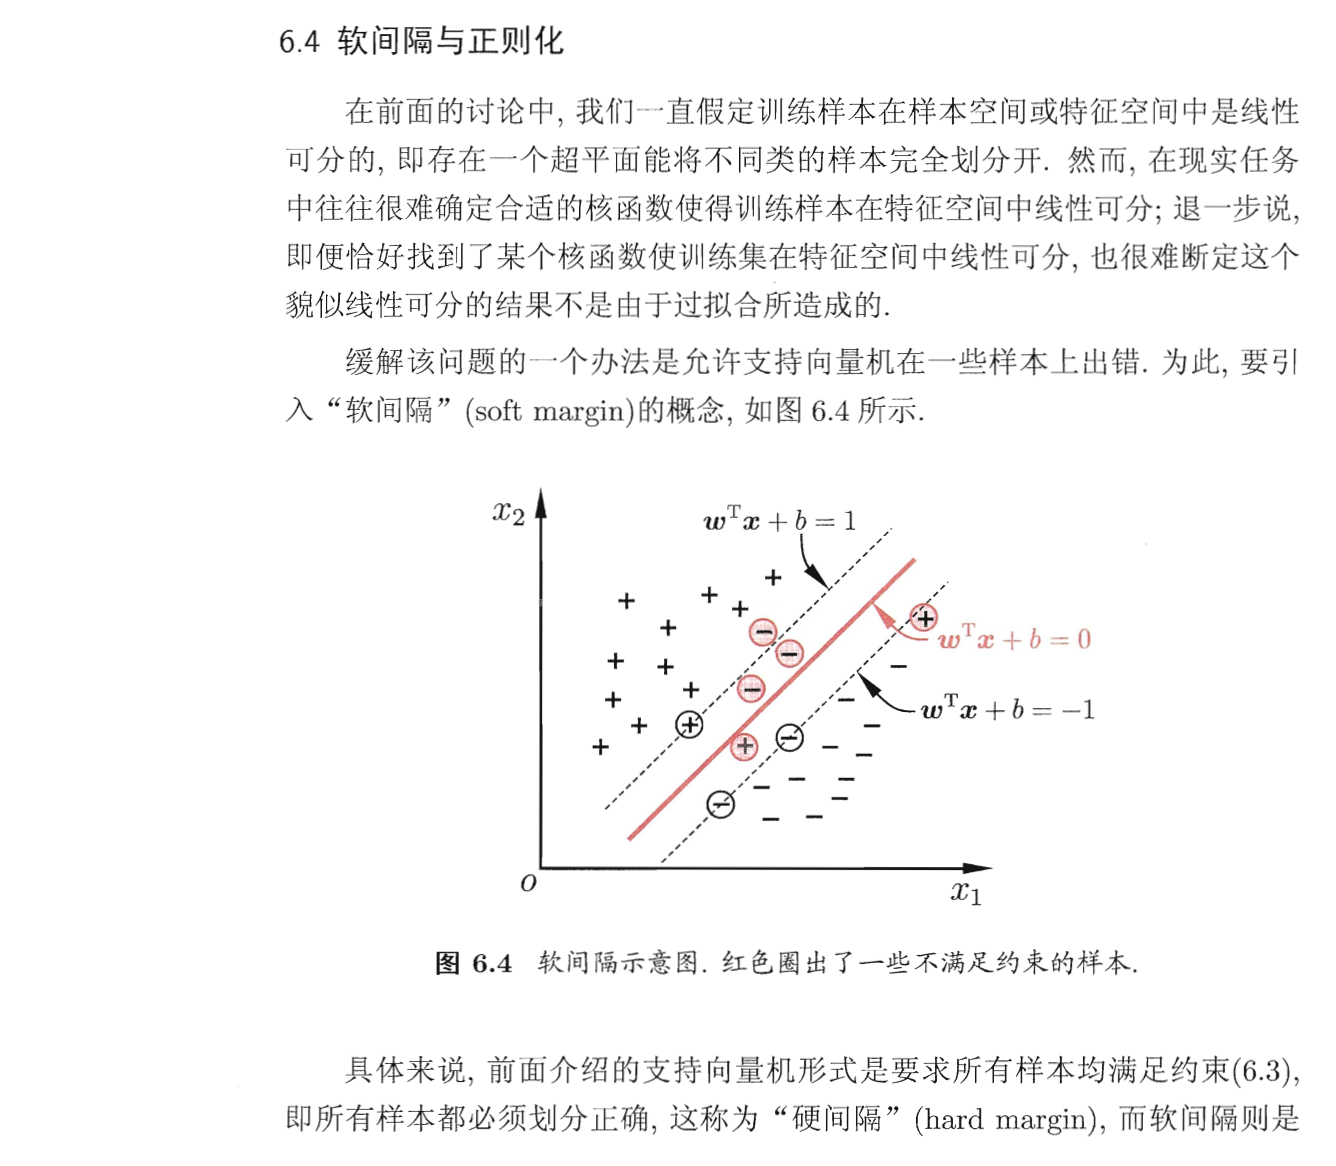 6.4 软间隔与正则化
在前面的讨论中, 我们一直假定训练样本在样本空间或特征空间中是线性
可分的, 即存在一个超平面能将不同类的样本完全划分开. 然而, 在现实任务
中往往很难确定合适的核函数使得训练样本在特征空间中线性可分; 退一步说,
即便恰好找到了某个核函数使训练集在特征空间中线性可分, 也很难断定这个
貌似线性可分的结果不是由于过拟合所造成的.
缓解该问题的一个办法是允许支持向量机在一些样本上出错. 为此, 要引
入“软间隔”(soft margin)的概念, 如图 6.4 所示.
x₂
wᵀx + b = 1
wᵀx + b = 0
wᵀx + b = −1
O
x₁
图 6.4 软间隔示意图. 红色圈出了一些不满足约束的样本.
具体来说, 前面介绍的支持向量机形式是要求所有样本均满足约束(6.3),
即所有样本都必须划分正确, 这称为“硬间隔”(hard margin), 而软间隔则是